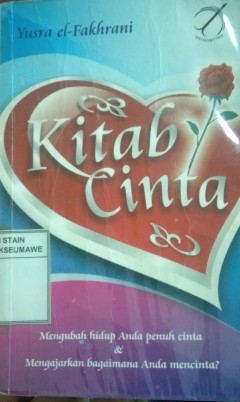 Yusra el-Fakhrani
Kitab
Cinta
STAIN
KSEUMAWE
Mengubah hidup Anda penuh cinta
&
Mengajarkan bagaimana Anda mencinta?